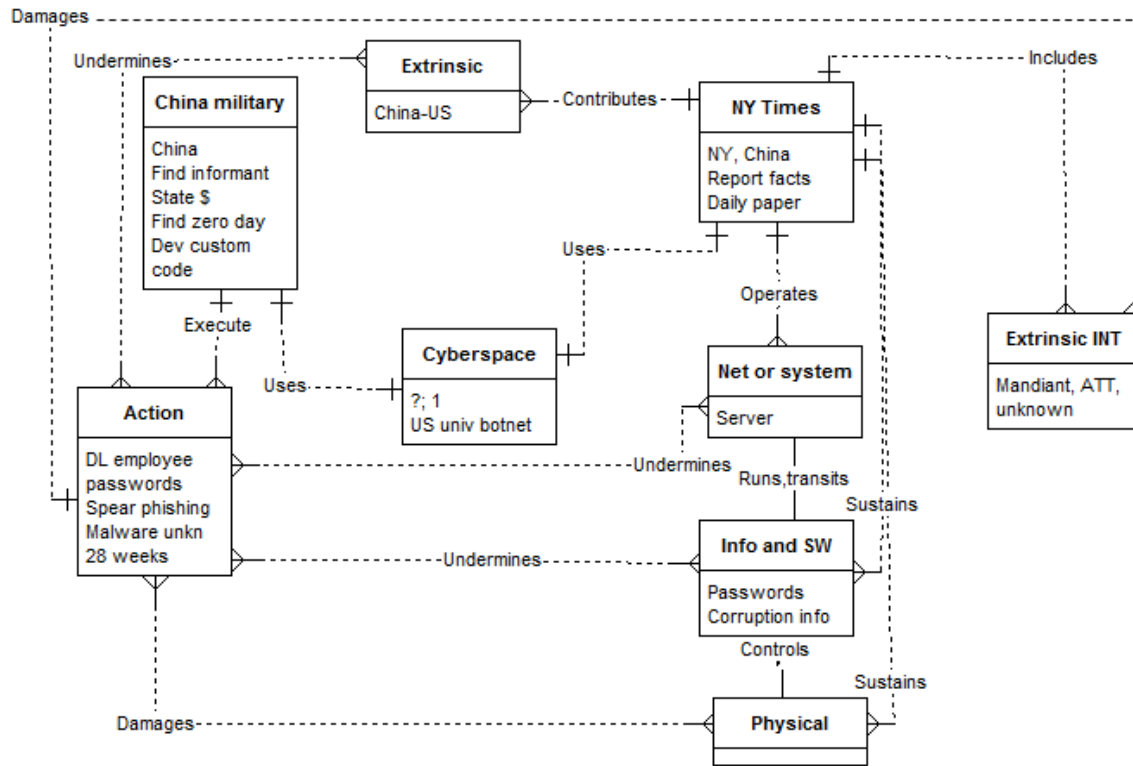 Damages
Undermines
Extrinsic
China-US
Contributes
Includes
China military
China
Find informant
State $
Find zero day
Dev custom
code
NY Times
NY, China
Report facts
Daily paper
Uses
Operates
Execute
Extrinsic INT
Mandiant, ATT,
unknown
Cyberspace
?; 1
US univ botnet
Uses
Net or system
Server
Action
DL employee
passwords
Spear phishing
Malware unkn
28 weeks
Undermines
Runs,transits
Sustains
Info and SW
Passwords
Corruption info
Undermines
Controls
Sustains
Physical
Damages